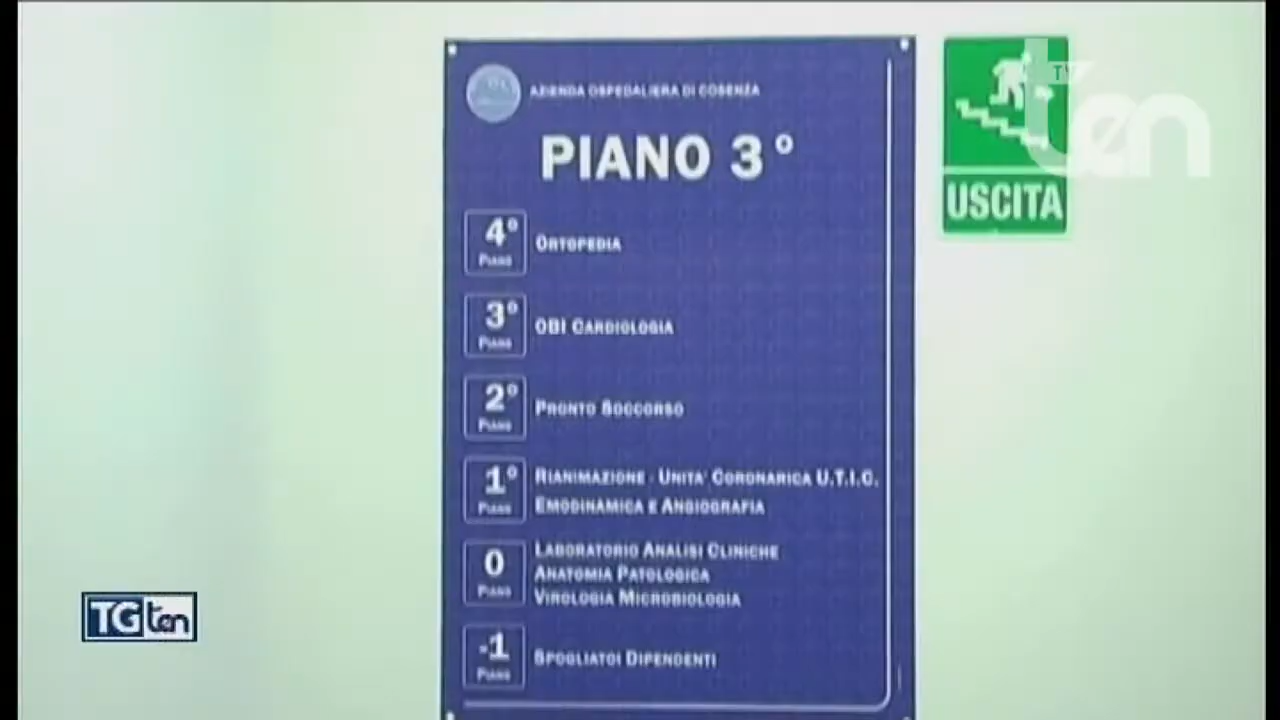 AZIENDA OSPEDALIERA DI COSENZA
PIANO 3°
4° PIANO ORTOPEDIA
3° PIANO OBI CARDIOLOGIA
2° PIANO PRONTO SOCCORSO
1° PIANO RIANIMAZIONE - UNITA' CORONARICA U.T.I.C.
EMODINAMICA E ANGIOGRAFIA
0 PIANO LABORATORIO ANALISI CLINICHE
ANATOMIA PATOLOGICA
VIROLOGIA MICROBIOLOGIA
-1 PIANO SPOGLIATOI DIPENDENTI
USCITA
TV
ten
TG ten